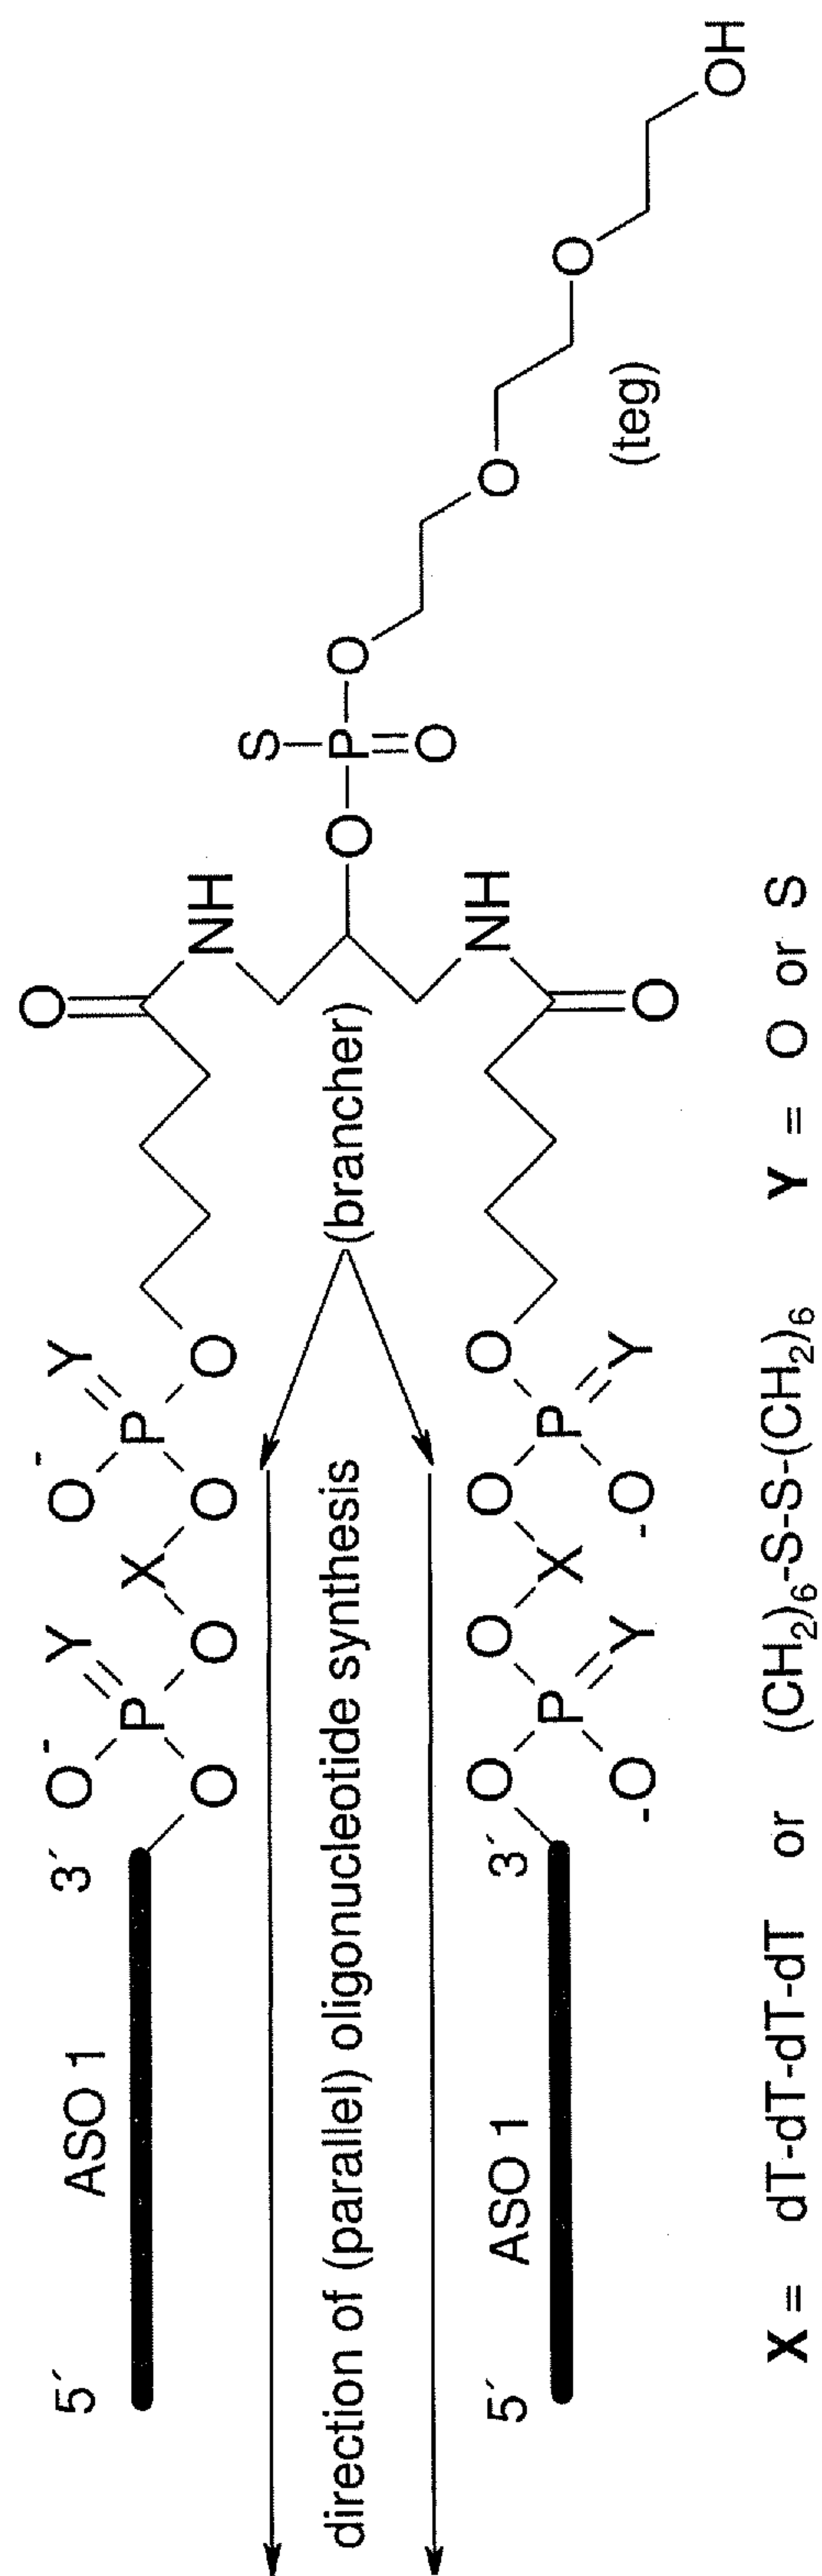 O
5´ ASO 1 3´ O- Y O- Y
P X P
O O O O NH
S
direction of (parallel) oligonucleotide synthesis (brancher) O P O
O
5´ ASO 1 3´ O O O O NH O
P X P O
-O Y -O Y O (teg)
OH
X = dT-dT-dT-dT or (CH₂)₆-S-S-(CH₂)₆ Y = O or S